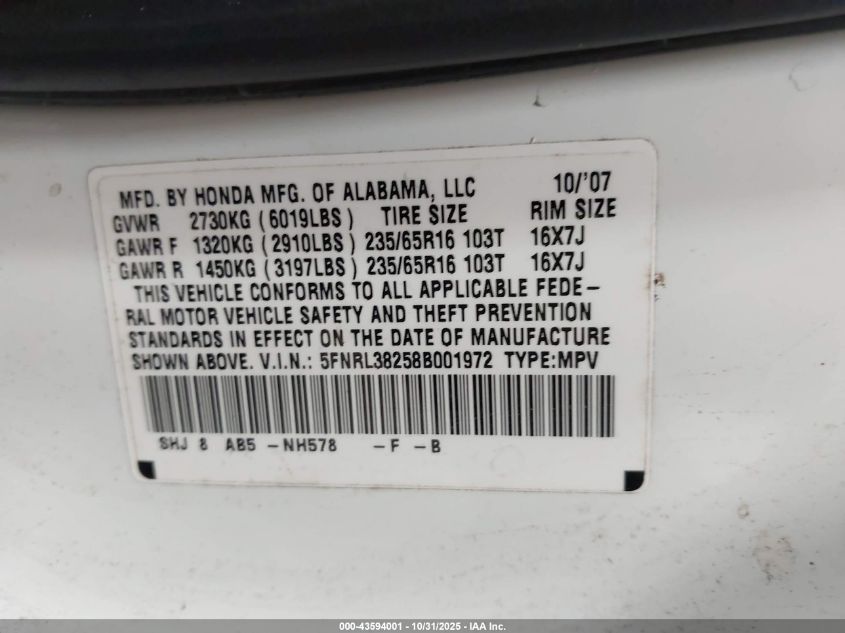 MFD. BY HONDA MFG. OF ALABAMA, LLC 10/'07
GVWR 2730KG (6019LBS) TIRE SIZE RIM SIZE
GAWR F 1320KG (2910LBS) 235/65R16 103T 16X7J
GAWR R 1450KG (3197LBS) 235/65R16 103T 16X7J
THIS VEHICLE CONFORMS TO ALL APPLICABLE FEDE-
RAL MOTOR VEHICLE SAFETY AND THEFT PREVENTION
STANDARDS IN EFFECT ON THE DATE OF MANUFACTURE
SHOWN ABOVE. V.I.N.: 5FNRL38258B001972 TYPE:MPV
SHJ 8 AB5 -NH578 -F -B
000-43594001 - 10/31/2025 - IAA Inc.